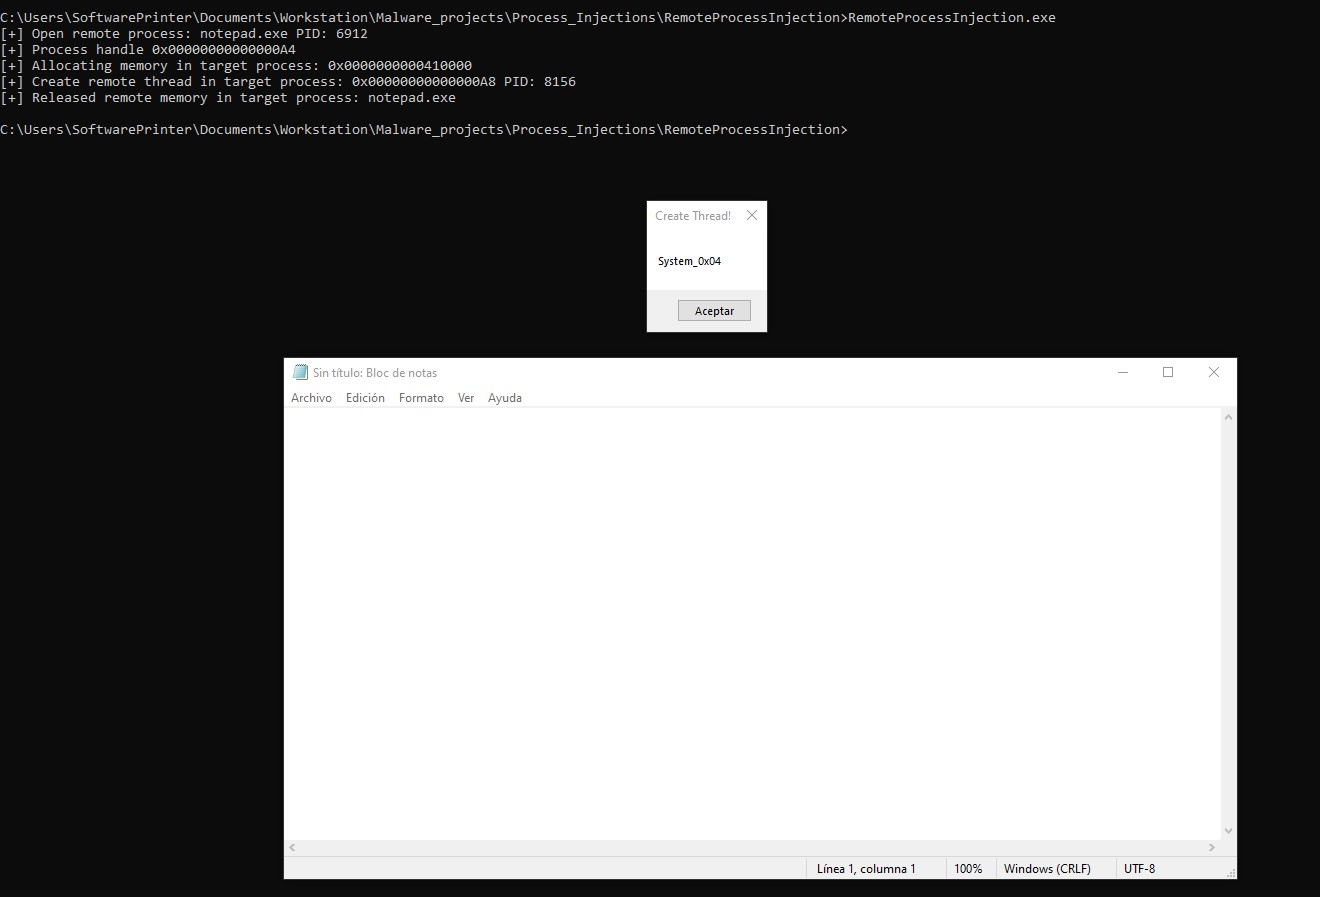 C:\Users\SoftwarePrinter\Documents\Workstation\Malware_projects\Process_Injections\RemoteProcessInjection>RemoteProcessInjection.exe
[+] Open remote process: notepad.exe PID: 6912
[+] Process handle 0x00000000000000A4
[+] Allocating memory in target process: 0x0000000000410000
[+] Create remote thread in target process: 0x00000000000000A8 PID: 8156
[+] Released remote memory in target process: notepad.exe
C:\Users\SoftwarePrinter\Documents\Workstation\Malware_projects\Process_Injections\RemoteProcessInjection>
Create Thread!
System_0x04
Aceptar
Sin título: Bloc de notas
Archivo Edición Formato Ver Ayuda
Línea 1, columna 1 100% Windows (CRLF) UTF-8